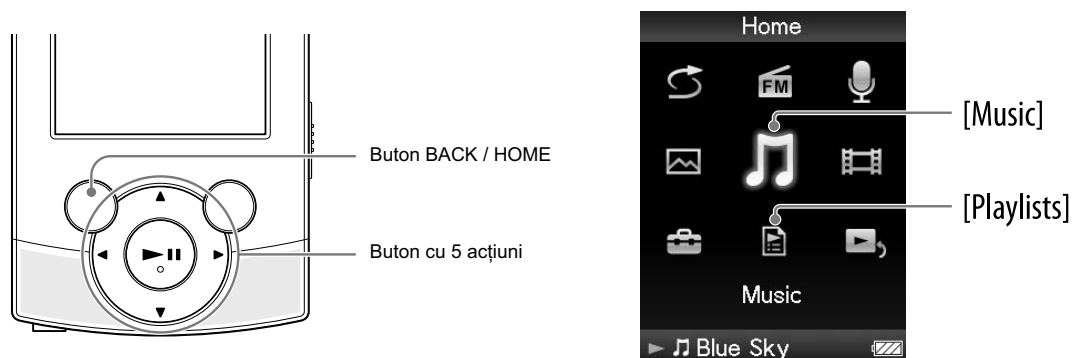 Home
FM
Buton BACK / HOME
[Music]
[Playlists]
Buton cu 5 acțiuni
Music
Blue Sky